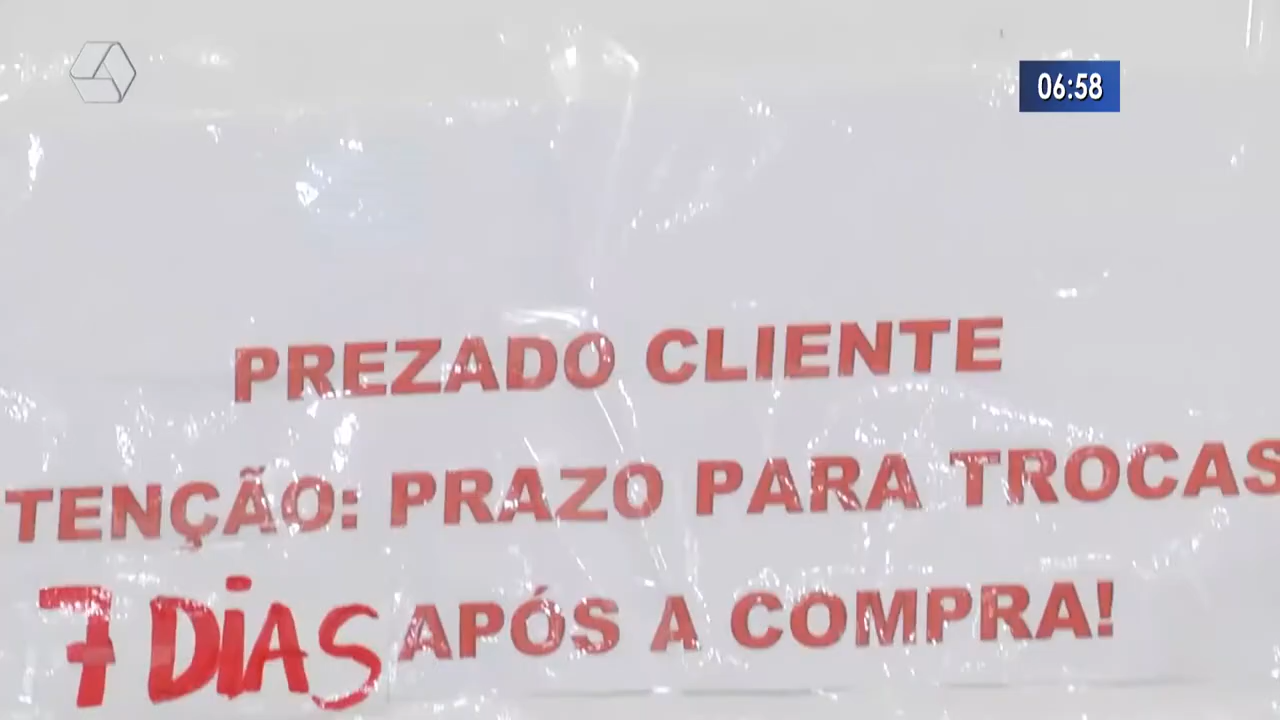 06:58
PREZADO CLIENTE
TENÇÃO: PRAZO PARA TROCAS
7 DIAS APÓS A COMPRA!